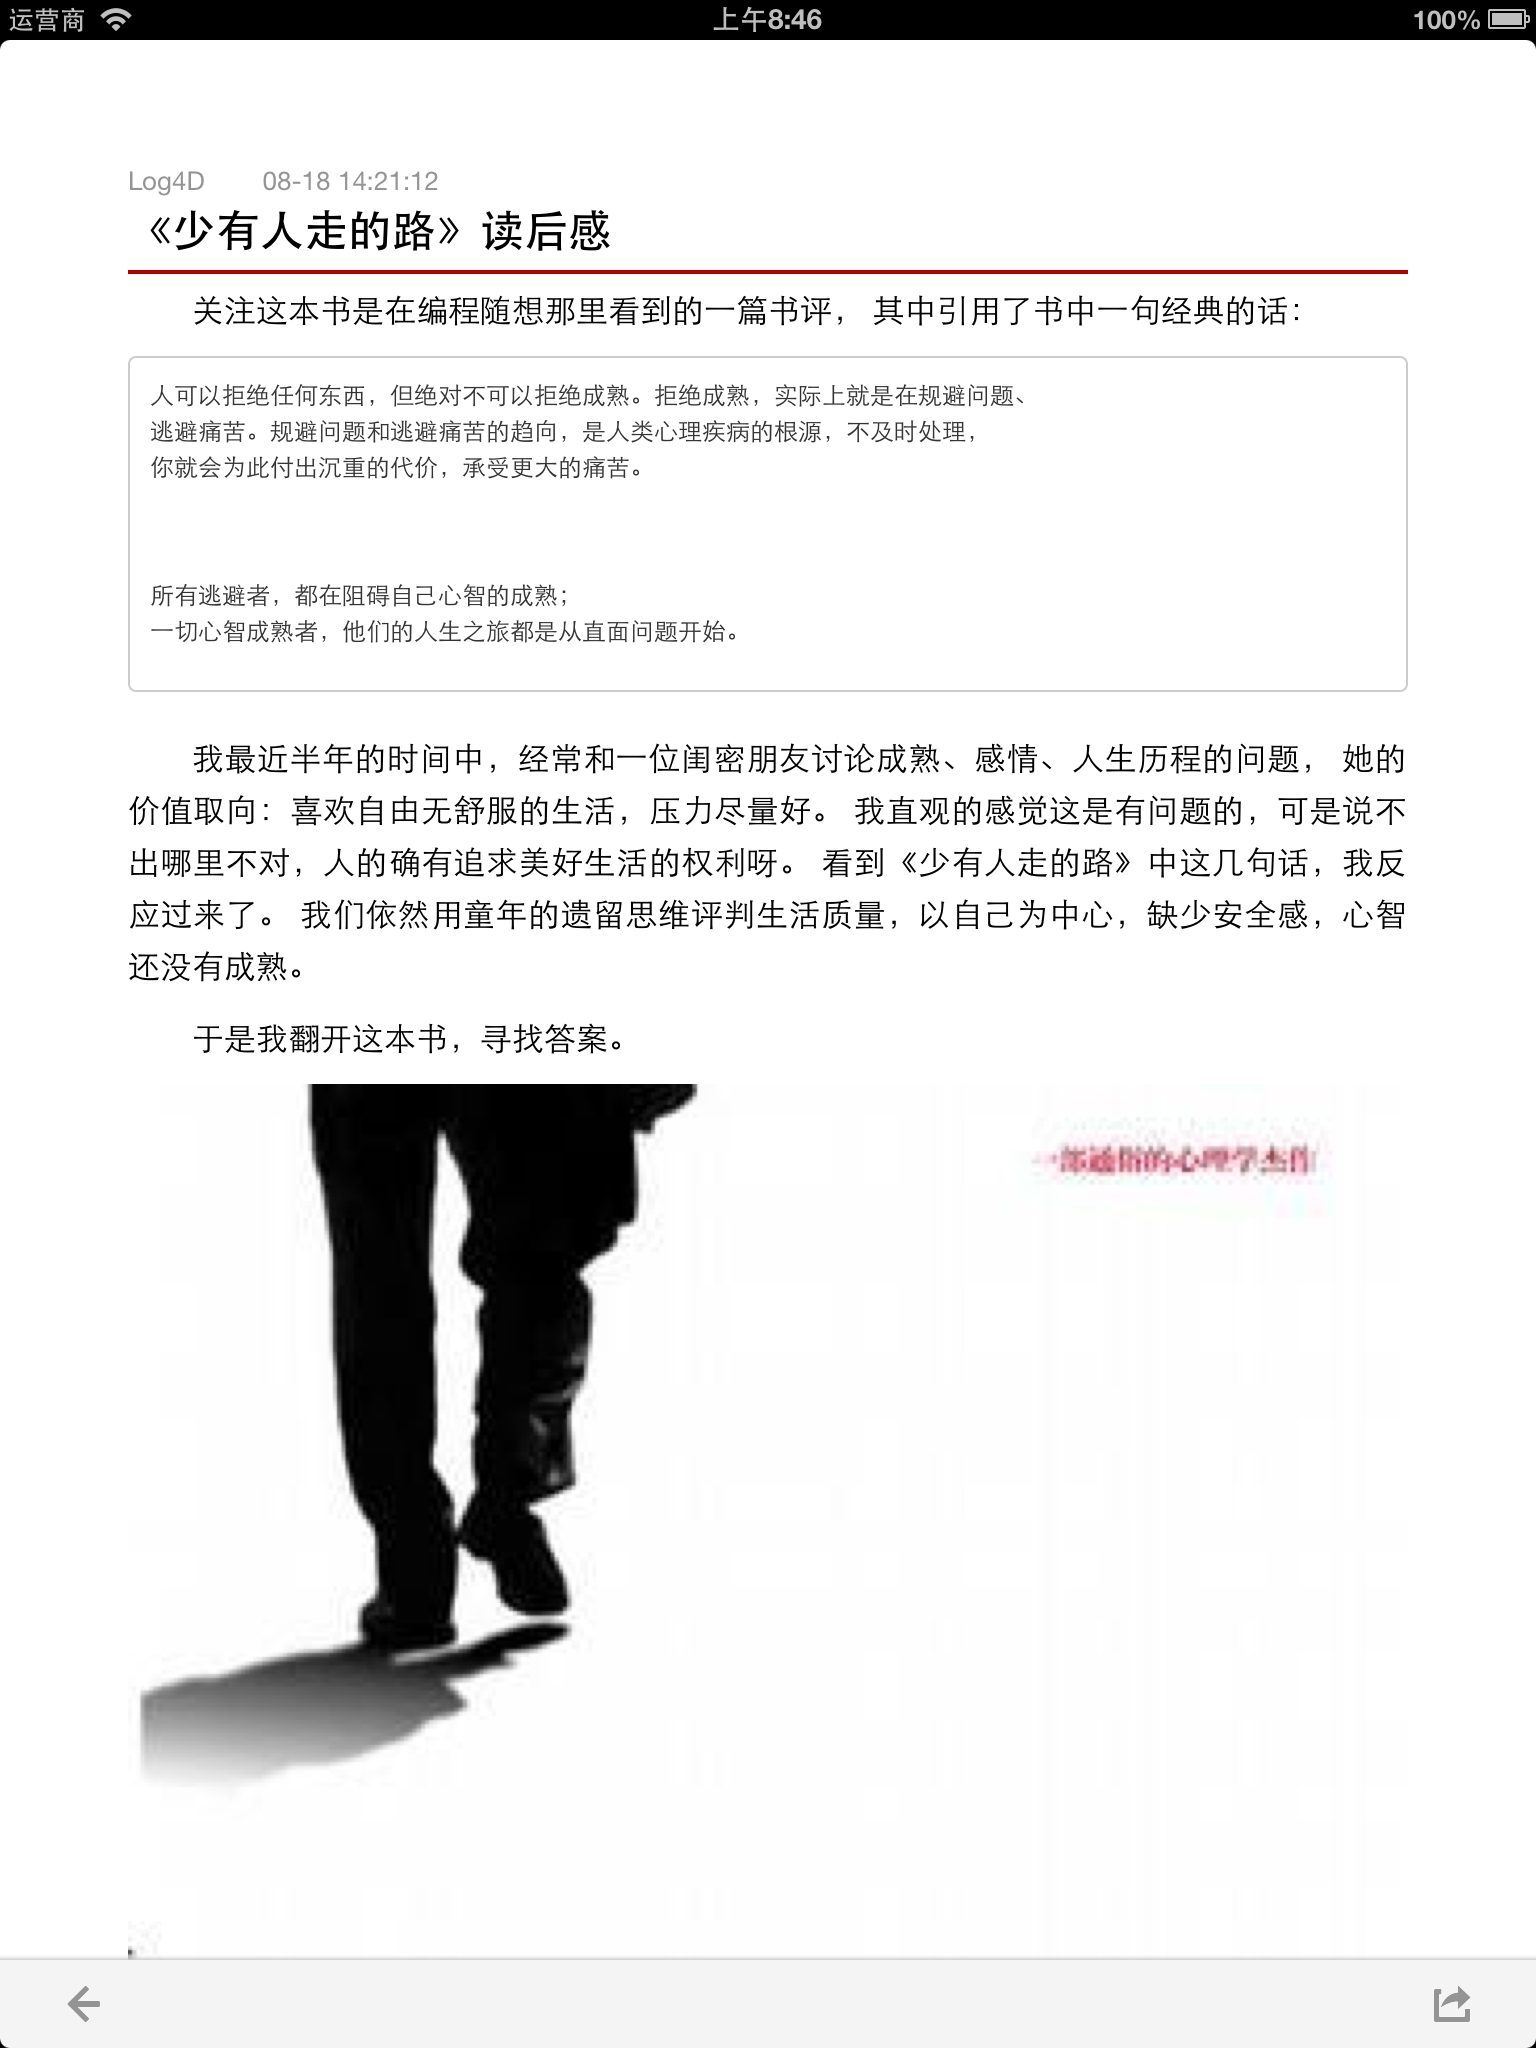 运营商 上午8:46 100%
Log4D 08-18 14:21:12
《少有人走的路》读后感
关注这本书是在编程随想那里看到的一篇书评， 其中引用了书中一句经典的话：
人可以拒绝任何东西，但绝对不可以拒绝成熟。拒绝成熟，实际上就是在规避问题、
逃避痛苦。规避问题和逃避痛苦的趋向，是人类心理疾病的根源，不及时处理，
你就会为此付出沉重的代价，承受更大的痛苦。
所有逃避者，都在阻碍自己心智的成熟；
一切心智成熟者，他们的人生之旅都是从直面问题开始。
我最近半年的时间中，经常和一位闺密朋友讨论成熟、感情、人生历程的问题， 她的
价值取向：喜欢自由无舒服的生活，压力尽量好。 我直观的感觉这是有问题的，可是说不
出哪里不对，人的确有追求美好生活的权利呀。 看到《少有人走的路》中这几句话，我反
应过来了。 我们依然用童年的遗留思维评判生活质量，以自己为中心，缺少安全感，心智
还没有成熟。
于是我翻开这本书，寻找答案。
一部通俗的心理学杰作